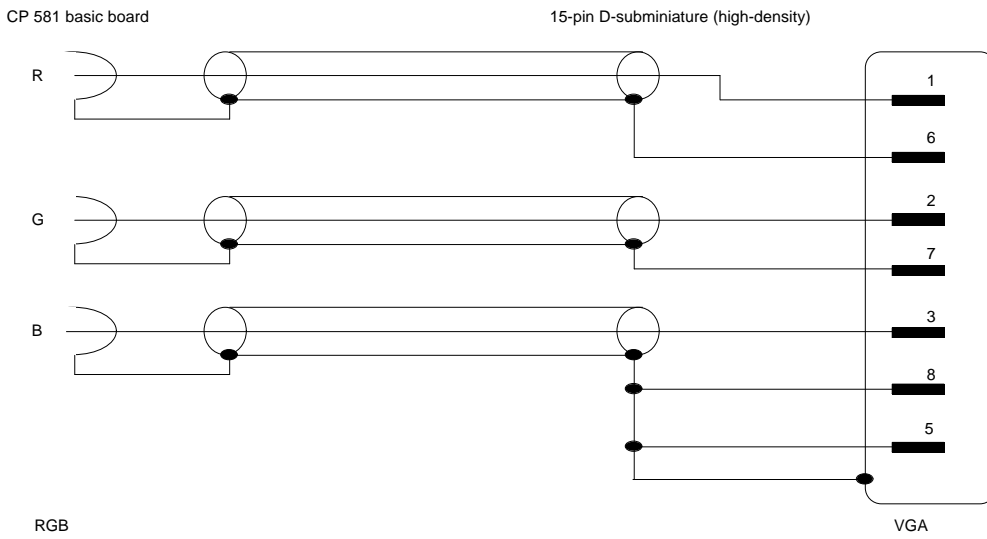 CP 581 basic board
15-pin D-subminiature (high-density)
R
1
6
G
2
7
B
3
8
5
RGB
VGA